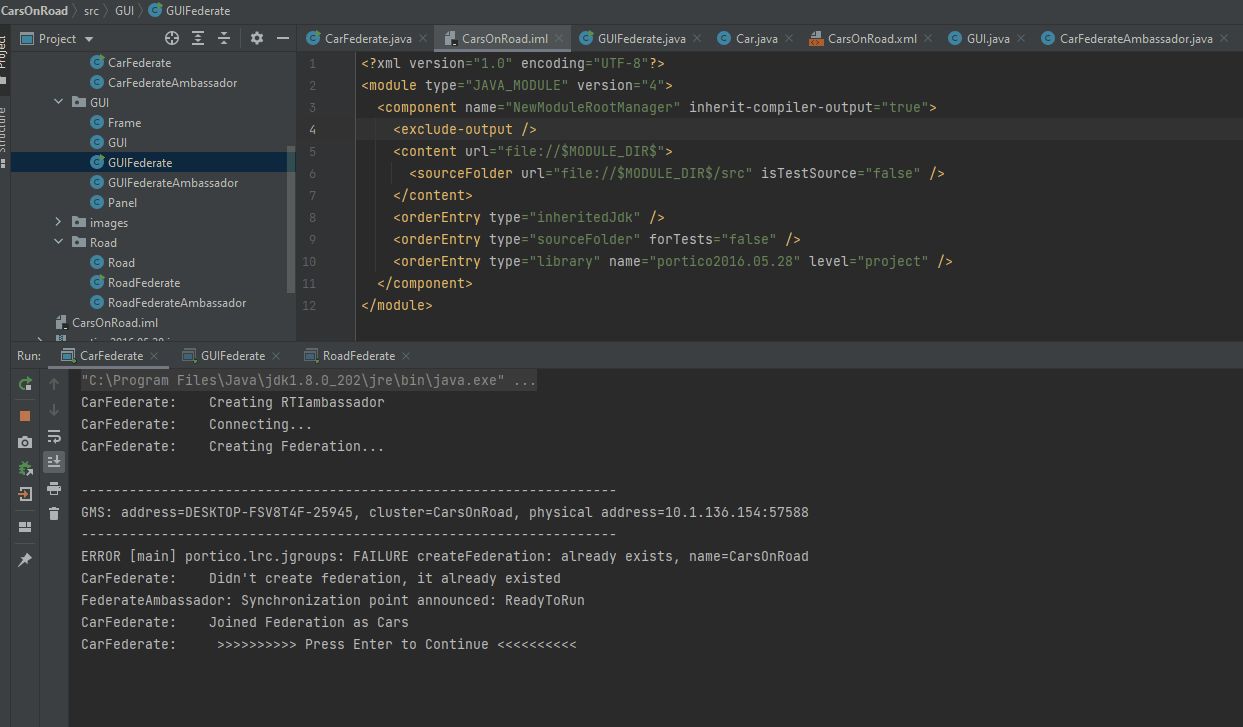 CarsOnRoad src GUI GUIFederate
Project
CarFederate.java CarsOnRoad.iml GUIFederate.java Car.java CarsOnRoad.xml GUI.java CarFederateAmbassador.java
Project
Structure
CarFederate
CarFederateAmbassador
GUI
Frame
GUI
GUIFederate
GUIFederateAmbassador
Panel
images
Road
Road
RoadFederate
RoadFederateAmbassador
CarsOnRoad.iml
1 <?xml version="1.0" encoding="UTF-8"?>
2 <module type="JAVA_MODULE" version="4">
3 <component name="NewModuleRootManager" inherit-compiler-output="true">
4 <exclude-output />
5 <content url="file://$MODULE_DIR$">
6 <sourceFolder url="file://$MODULE_DIR$/src" isTestSource="false" />
7 </content>
8 <orderEntry type="inheritedJdk" />
9 <orderEntry type="sourceFolder" forTests="false" />
10 <orderEntry type="library" name="portico2016.05.28" level="project" />
11 </component>
12 </module>
Run: CarFederate GUIFederate RoadFederate
"C:\Program Files\Java\jdk1.8.0_202\jre\bin\java.exe" ...
CarFederate: Creating RTIambassador
CarFederate: Connecting...
CarFederate: Creating Federation...
-------------------------------------------------------------------
GMS: address=DESKTOP-FSV8T4F-25945, cluster=CarsOnRoad, physical address=10.1.136.154:57588
-------------------------------------------------------------------
ERROR [main] portico.lrc.jgroups: FAILURE createFederation: already exists, name=CarsOnRoad
CarFederate: Didn't create federation, it already existed
FederateAmbassador: Synchronization point announced: ReadyToRun
CarFederate: Joined Federation as Cars
CarFederate: >>>>>>>>>> Press Enter to Continue <<<<<<<<<<